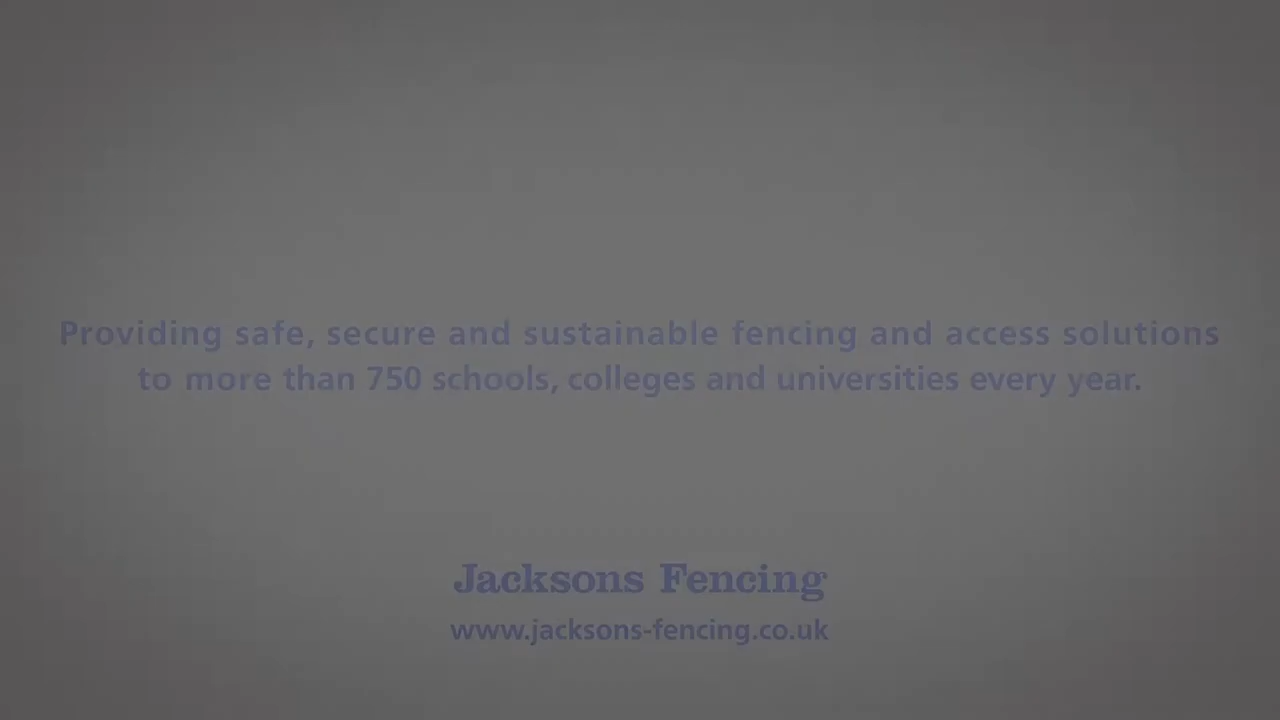 Providing safe, secure and sustainable fencing and access solutions
to more than 750 schools, colleges and universities every year.
Jacksons Fencing
www.jacksons-fencing.co.uk